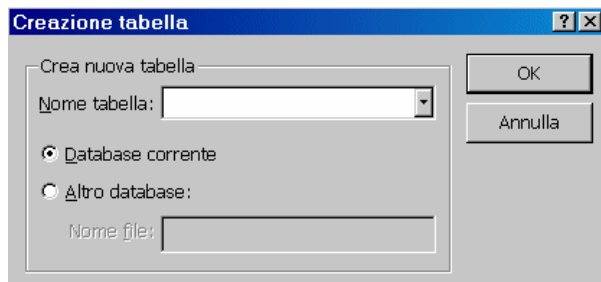 Creazione tabella
Crea nuova tabella
OK
Nome tabella:
Annulla
Database corrente
Altro database:
Nome file: